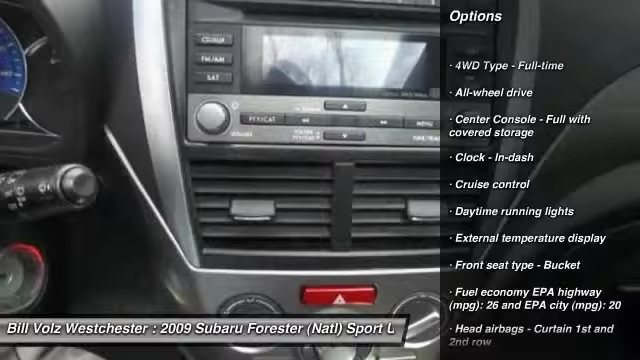 Options
· 4WD Type - Full-time
· All-wheel drive
· Center Console - Full with
covered storage
· Clock - In-dash
· Cruise control
· Daytime running lights
· External temperature display
· Front seat type - Bucket
· Fuel economy EPA highway
(mpg): 26 and EPA city (mpg): 20
· Head airbags - Curtain 1st and
2nd row
CD/AUX
FM/AM
SAT
PTY/CAT
MENU
VOLUME
Bill Volz Westchester : 2009 Subaru Forester (Natl) Sport U